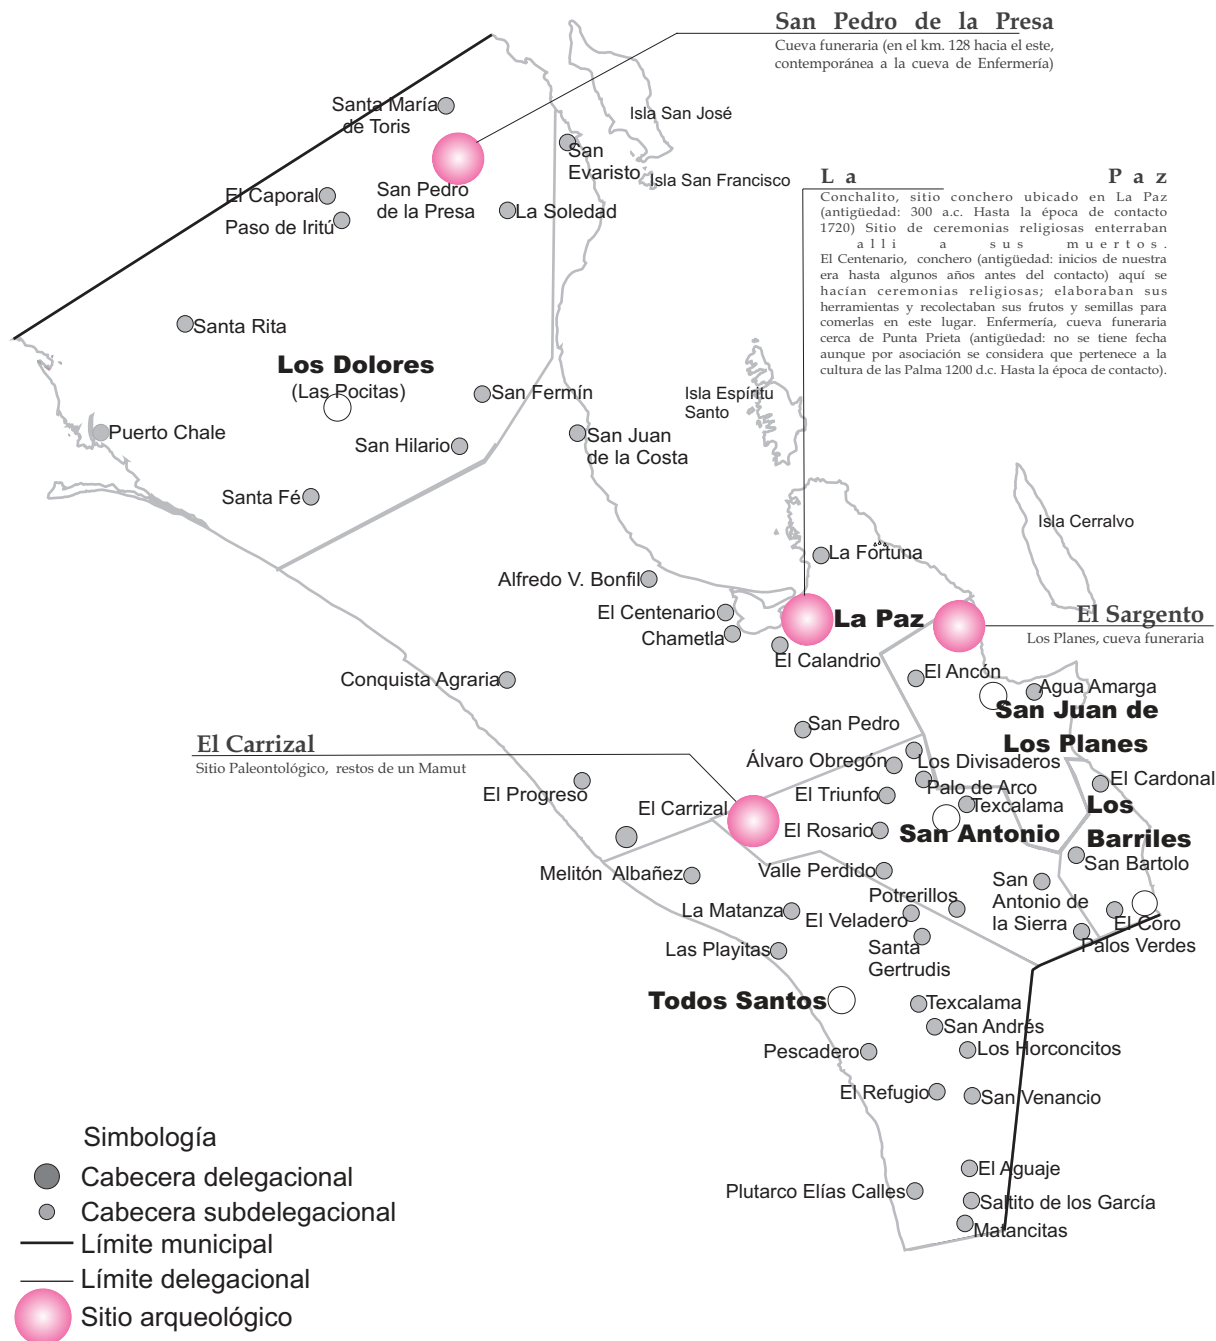 San Pedro de la Presa
Cueva funeraria (en el km. 128 hacia el este,
contemporánea a la cueva de Enfermería)
Santa María
de Toris
Isla San José
San
Evaristo
Isla San Francisco
El Caporal
San Pedro
de la Presa
La Soledad
Paso de Iritú
La Paz
Conchalito, sitio conchero ubicado en La Paz
(antigüedad: 300 a.c. Hasta la época de contacto
1720) Sitio de ceremonias religiosas enterraban
alli a sus muertos.
El Centenario, conchero (antigüedad: inicios de nuestra
era hasta algunos años antes del contacto) aquí se
hacían ceremonias religiosas; elaboraban sus
herramientas y recolectaban sus frutos y semillas para
comerlas en este lugar. Enfermería, cueva funeraria
cerca de Punta Prieta (antigüedad: no se tiene fecha
aunque por asociación se considera que pertenece a la
cultura de las Palma 1200 d.c. Hasta la época de contacto).
Santa Rita
Los Dolores
(Las Pocitas)
San Fermín
Isla Espíritu
Santo
Puerto Chale
San Hilario
San Juan
de la Costa
Santa Fé
Isla Cerralvo
La Fortuna
Alfredo V. Bonfil
El Centenario
La Paz
El Sargento
Los Planes, cueva funeraria
Chametla
El Calandrio
El Ancón
Conquista Agraria
Agua Amarga
San Juan de
Los Planes
San Pedro
El Carrizal
Sitio Paleontológico, restos de un Mamut
Álvaro Obregón
Los Divisaderos
El Cardonal
El Progreso
El Triunfo
Palo de Arco
El Carrizal
Texcalama
Los
Barriles
El Rosario
San Antonio
San Bartolo
Melitón Albañez
Valle Perdido
San
Antonio de
la Sierra
Potrerillos
La Matanza
El Veladero
El Coro
Palos Verdes
Las Playitas
Santa
Gertrudis
Todos Santos
Texcalama
San Andrés
Pescadero
Los Horconcitos
El Refugio
San Venancio
El Aguaje
Plutarco Elías Calles
Saltito de los García
Matancitas
Simbología
Cabecera delegacional
Cabecera subdelegacional
Límite municipal
Límite delegacional
Sitio arqueológico